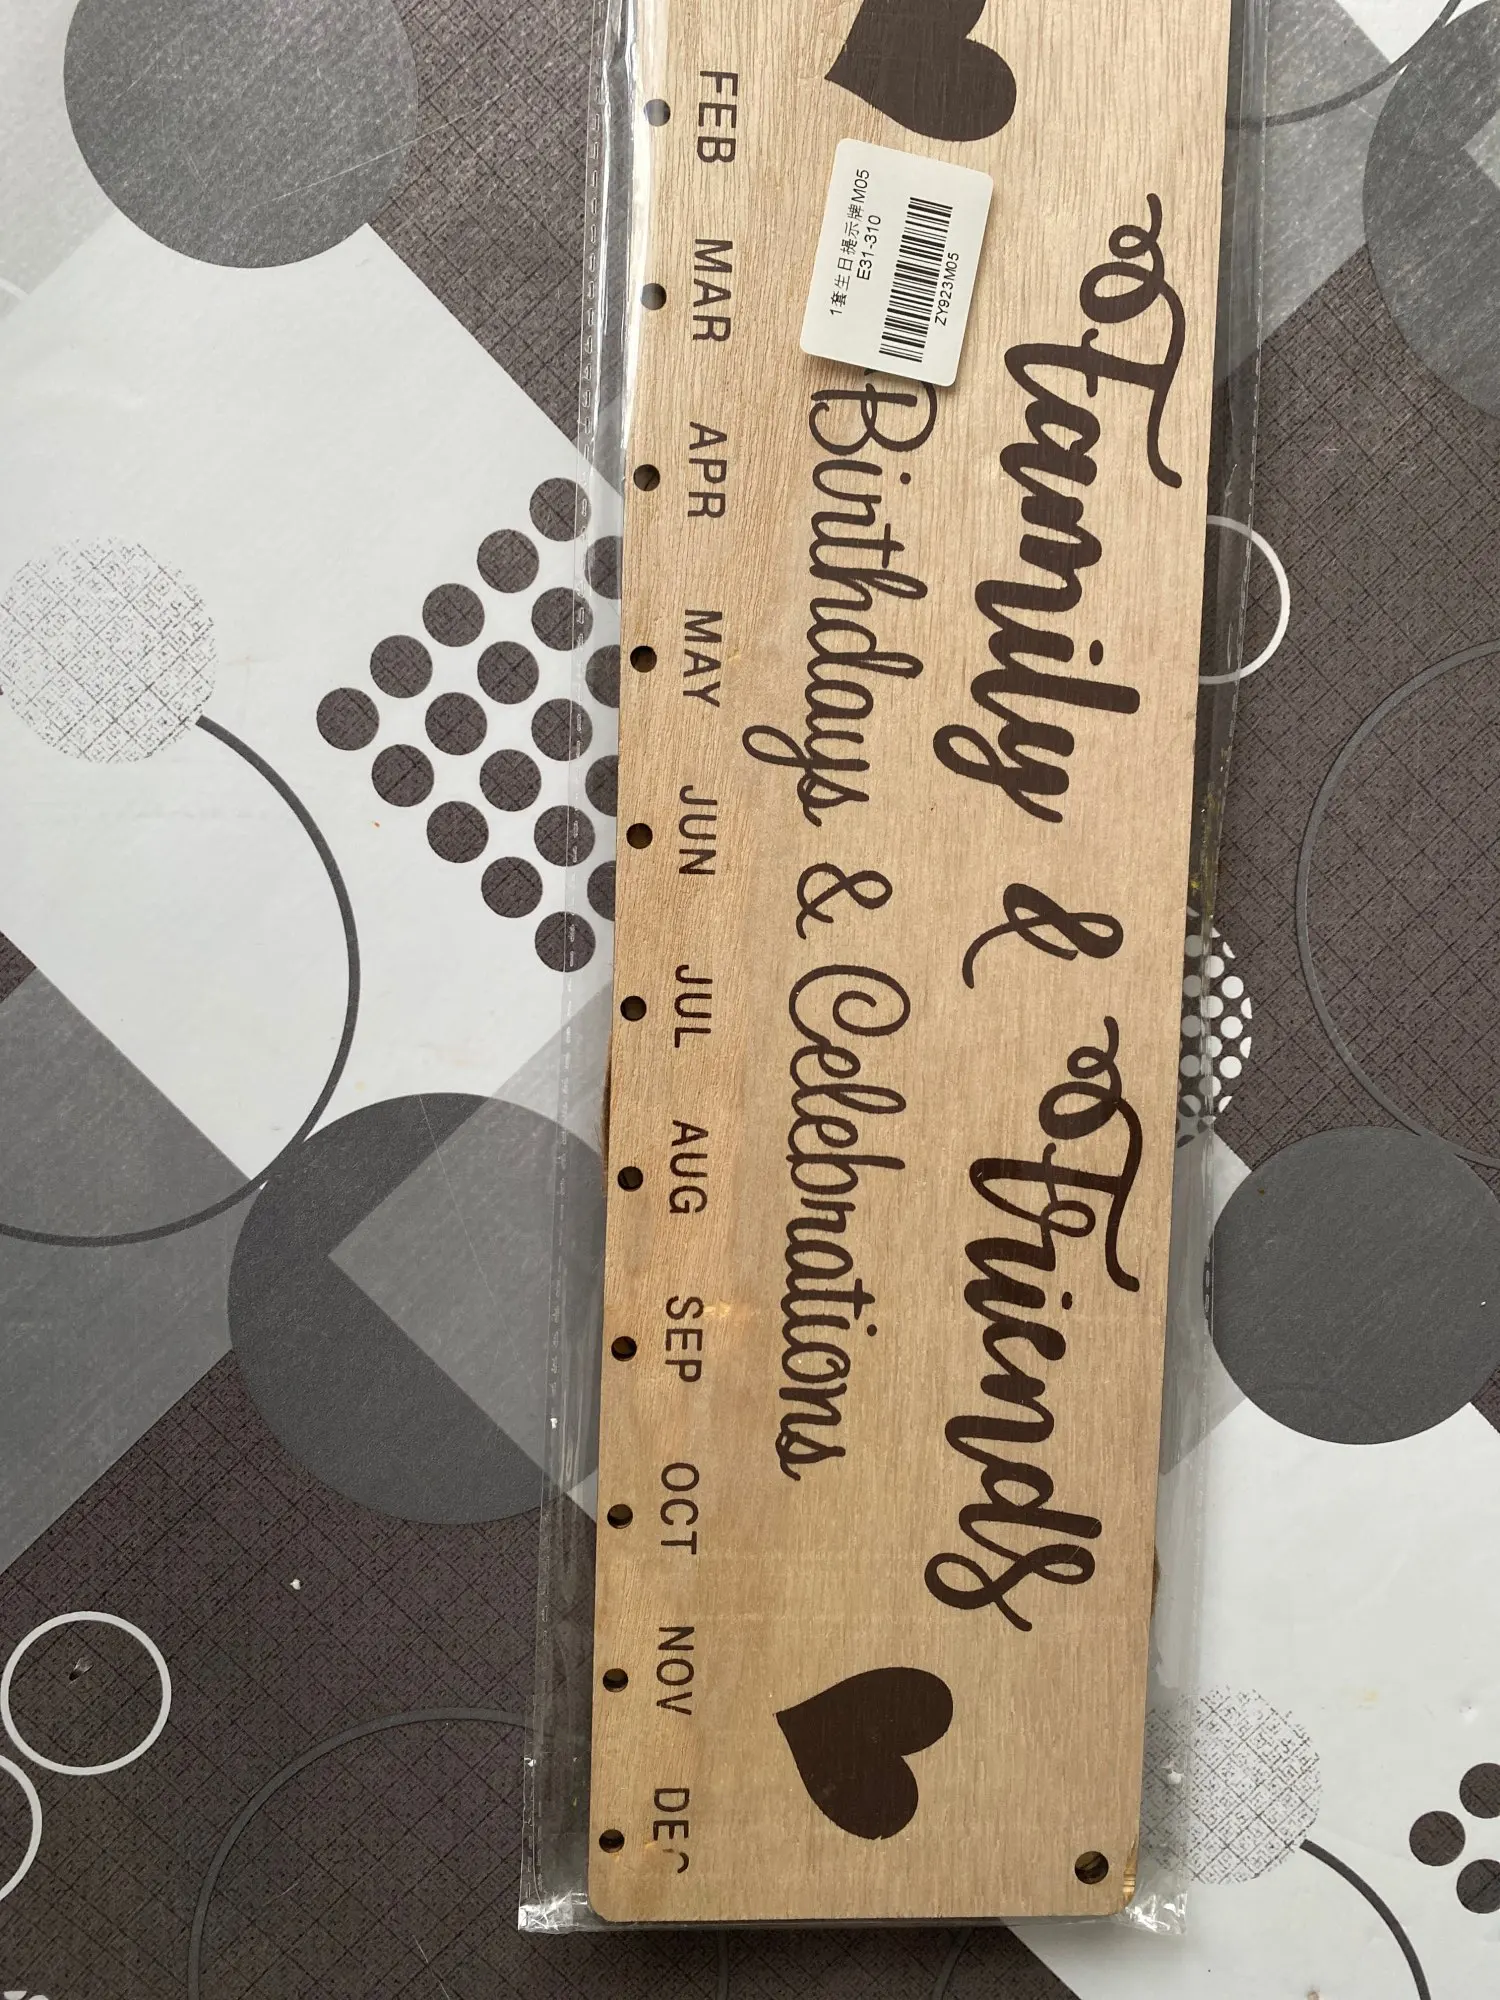 Family & Friends
Birthdays & Celebrations
1套生日提示牌M05
E31-310
ZY923M05
FEB MAR APR MAY JUN JUL AUG SEP OCT NOV DEC